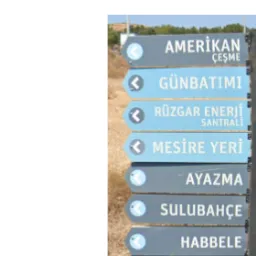 AMERİKAN
ÇEŞME
GÜNBATIMI
RÜZGAR ENERJİ
SANTRALİ
MESİRE YERİ
AYAZMA
SULUBAHÇE
HABBELE